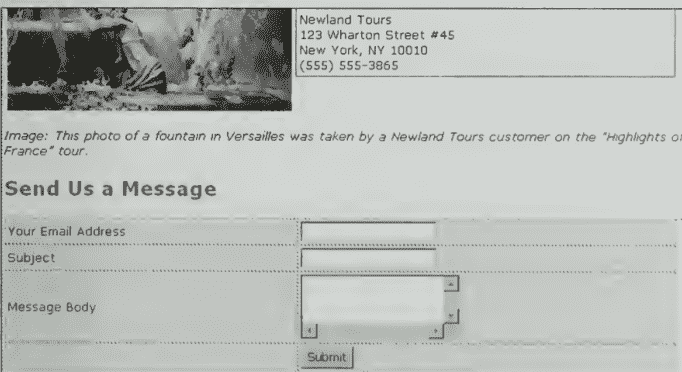 Newland Tours
123 Wharton Street #45
New York, NY 10010
(555) 555-3865
Image: This photo of a fountain in Versailles was taken by a Newland Tours customer on the "Highlights of
France" tour.
Send Us a Message
Your Email Address
Subject
Message Body
Submit